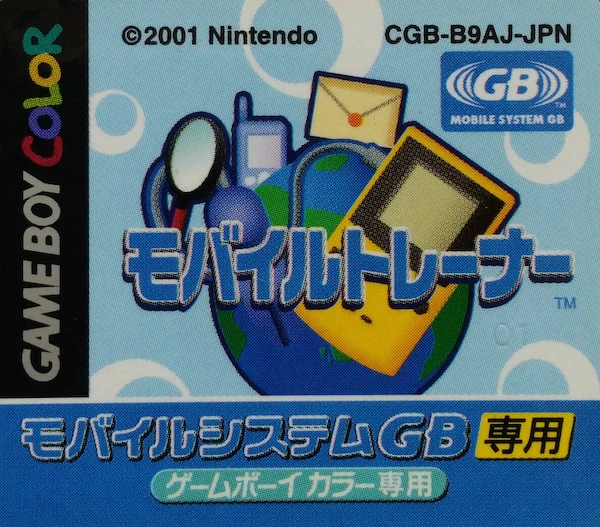 GAME BOY COLOR
©2001 Nintendo
CGB-B9AJ-JPN
GB TM
MOBILE SYSTEM GB
モバイルトレーナー
TM
01
モバイルシステムGB 専用
ゲームボーイ カラー専用